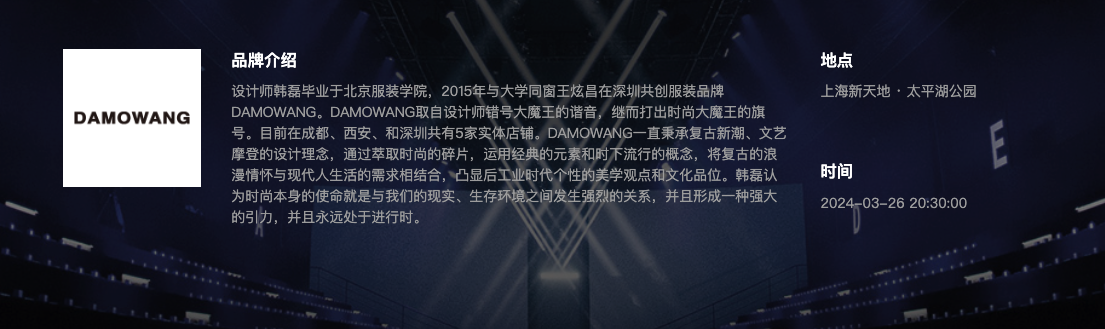 DAMOWANG
品牌介绍
设计师韩磊毕业于北京服装学院，2015年与大学同窗王炫昌在深圳共创服装品牌
DAMOWANG。DAMOWANG取自设计师错号大魔王的谐音，继而打出时尚大魔王的旗
号。目前在成都、西安、和深圳共有5家实体店铺。DAMOWANG一直秉承复古新潮、文艺
摩登的设计理念，通过萃取时尚的碎片，运用经典的元素和时下流行的概念，将复古的浪
漫情怀与现代人生活的需求相结合，凸显后工业时代个性的美学观点和文化品位。韩磊认
为时尚本身的使命就是与我们的现实、生存环境之间发生强烈的关系，并且形成一种强大
的引力，并且永远处于进行时。
地点
上海新天地 · 太平湖公园
时间
2024-03-26 20:30:00
E
D